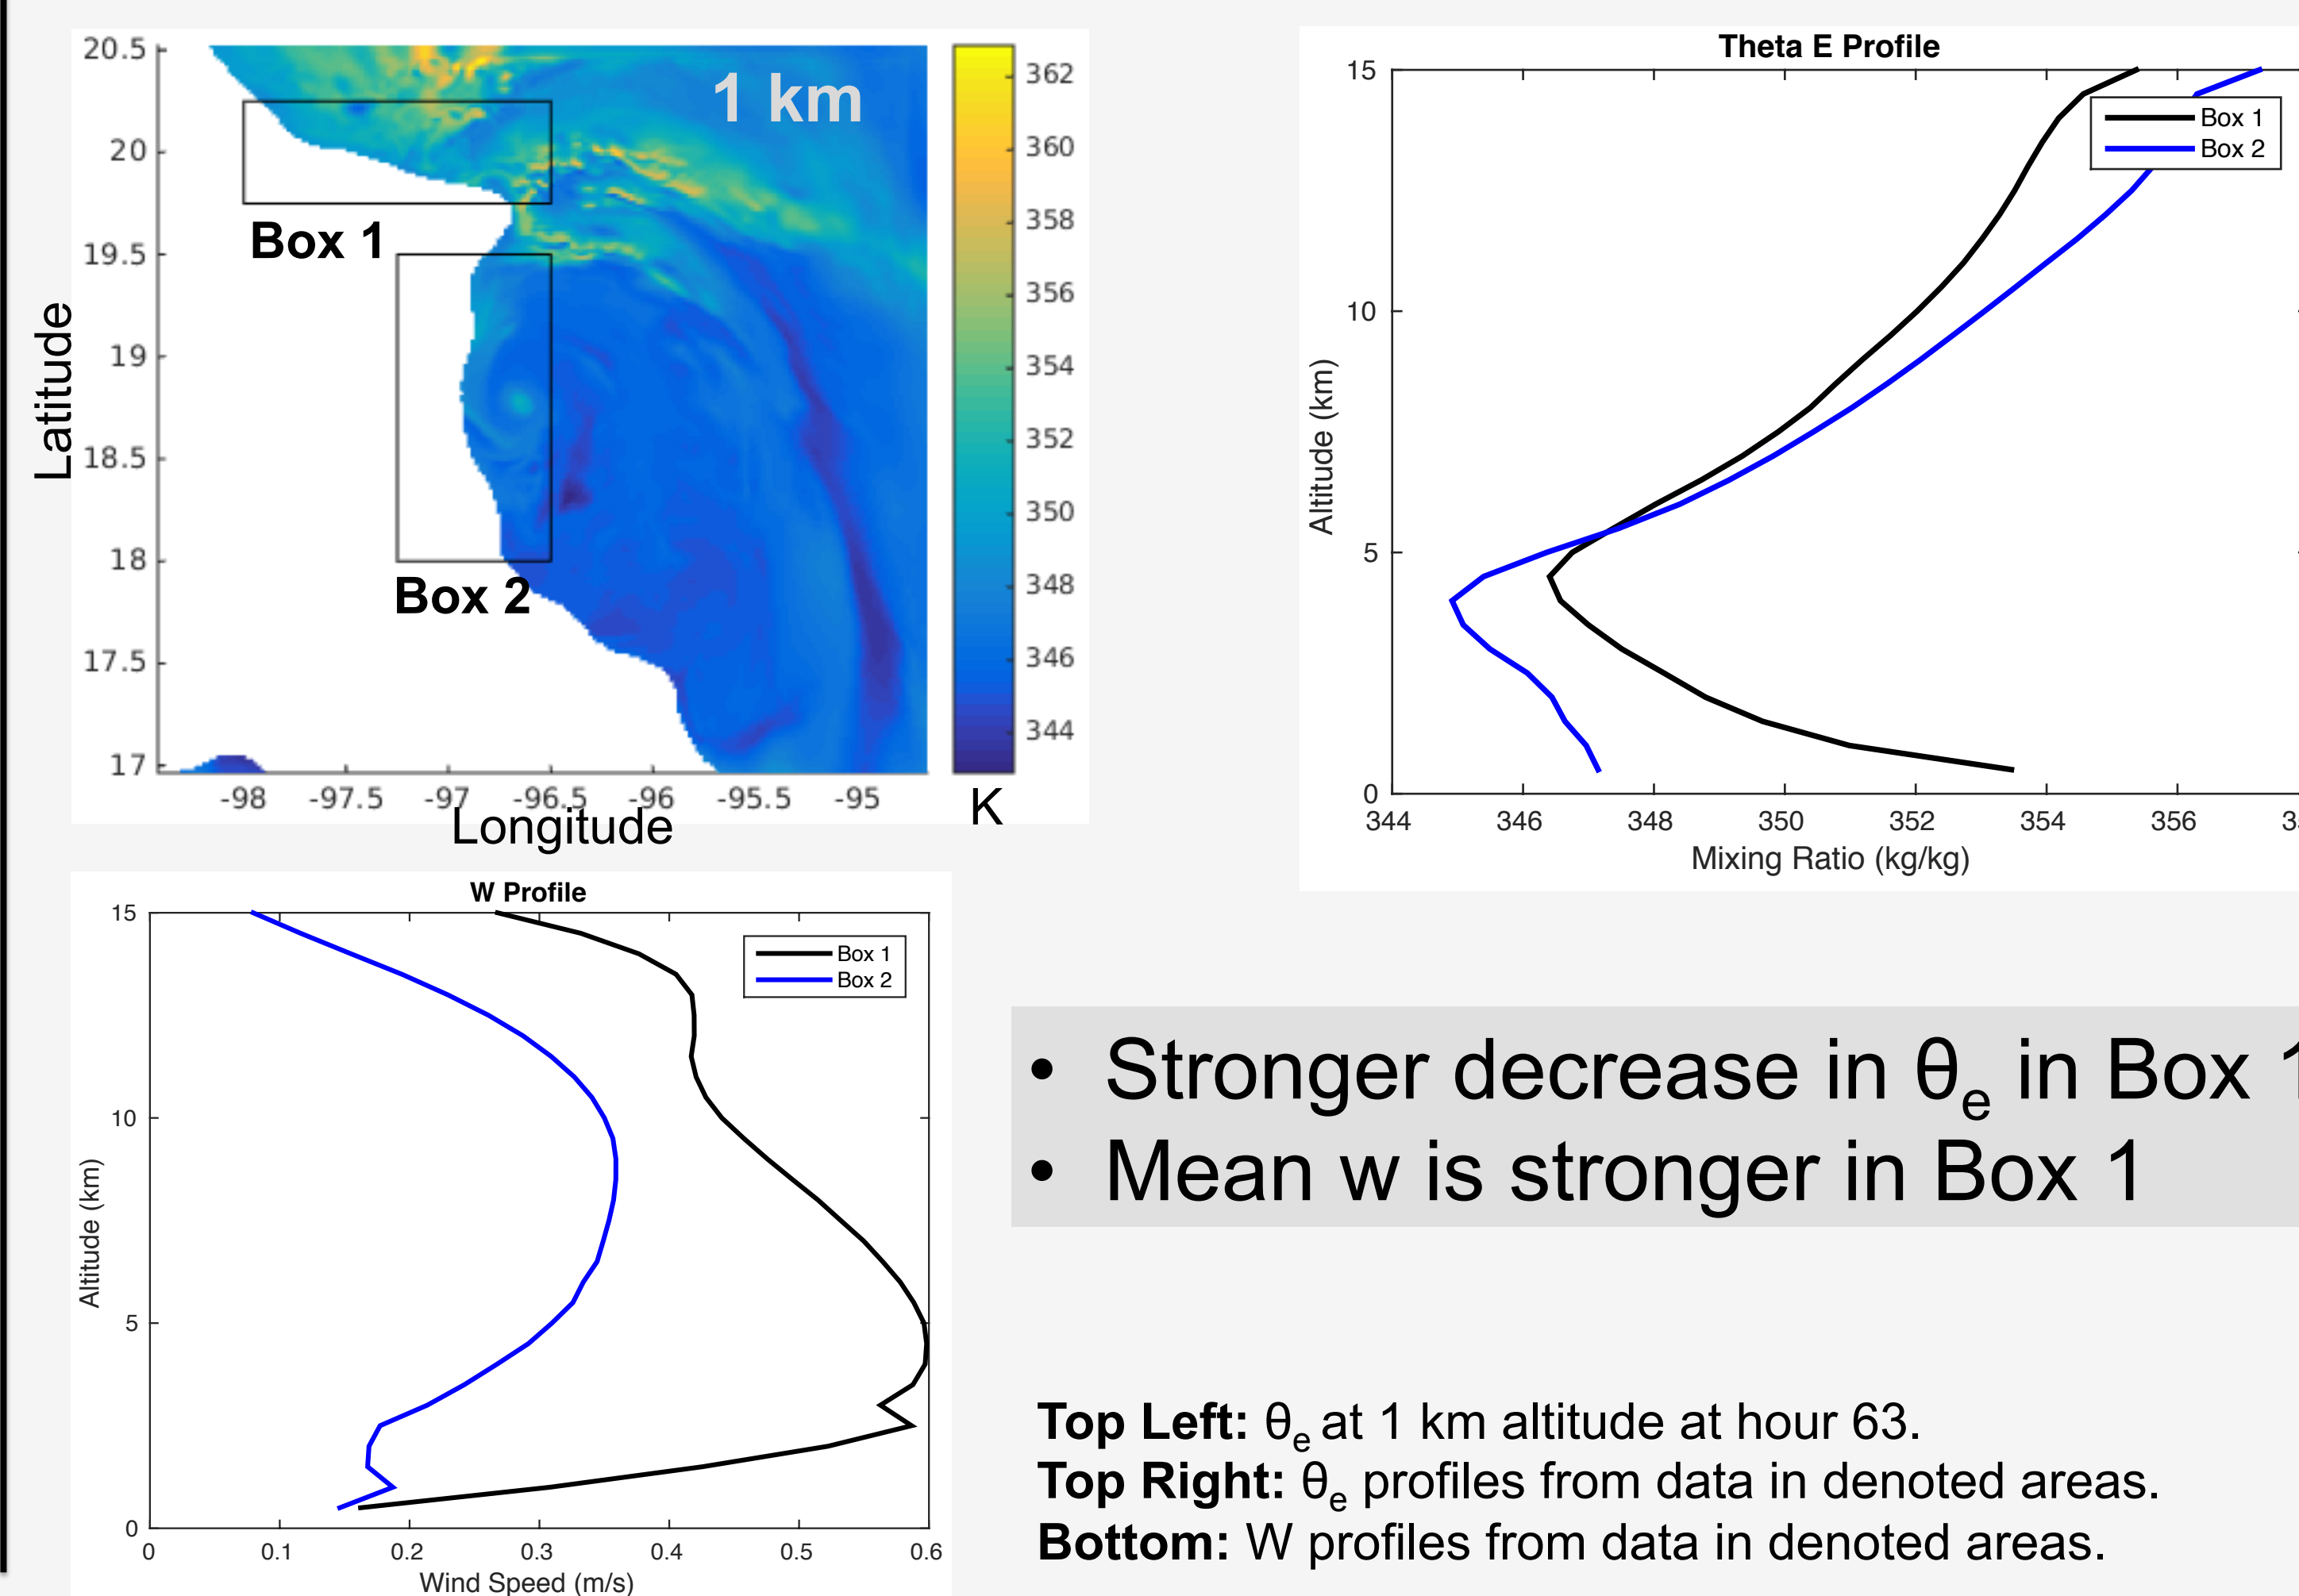 1 km
20.5
20
19.5
19
18.5
18
17.5
17
Latitude
Box 1
Box 2
-98 -97.5 -97 -96.5 -96 -95.5 -95
Longitude
362
360
358
356
354
352
350
348
346
344
K
Theta E Profile
15
10
5
0
Altitude (km)
Box 1
Box 2
344 346 348 350 352 354 356
Mixing Ratio (kg/kg)
W Profile
15
10
5
0
Altitude (km)
Box 1
Box 2
0 0.1 0.2 0.3 0.4 0.5 0.6
Wind Speed (m/s)
• Stronger decrease in θe in Box 1
• Mean w is stronger in Box 1
Top Left: θe at 1 km altitude at hour 63.
Top Right: θe profiles from data in denoted areas.
Bottom: W profiles from data in denoted areas.